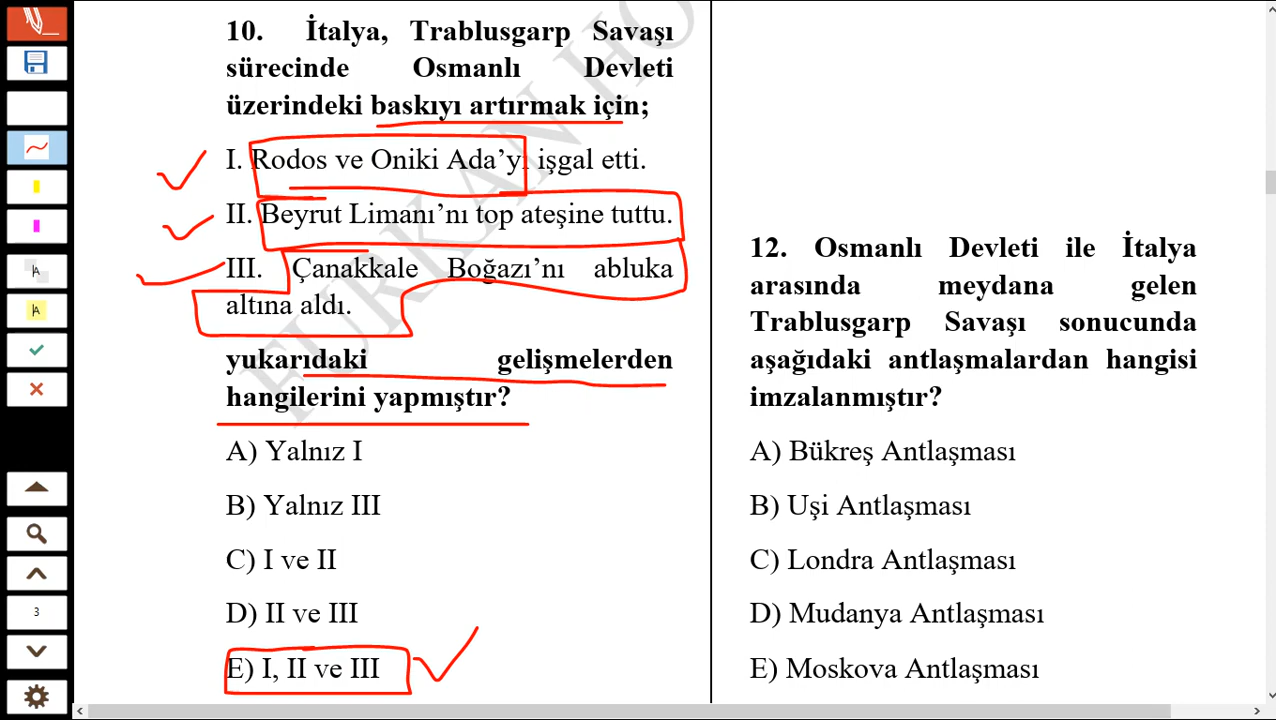 10. İtalya, Trablusgarp Savaşı
sürecinde Osmanlı Devleti
üzerindeki baskıyı artırmak için;
I. Rodos ve Oniki Ada’yı işgal etti.
II. Beyrut Limanı’nı top ateşine tuttu.
III. Çanakkale Boğazı’nı abluka
altına aldı.
yukarıdaki gelişmelerden
hangilerini yapmıştır?
A) Yalnız I
B) Yalnız III
C) I ve II
D) II ve III
E) I, II ve III
12. Osmanlı Devleti ile İtalya
arasında meydana gelen
Trablusgarp Savaşı sonucunda
aşağıdaki antlaşmalardan hangisi
imzalanmıştır?
A) Bükreş Antlaşması
B) Uşi Antlaşması
C) Londra Antlaşması
D) Mudanya Antlaşması
E) Moskova Antlaşması
FURKAN HO
3